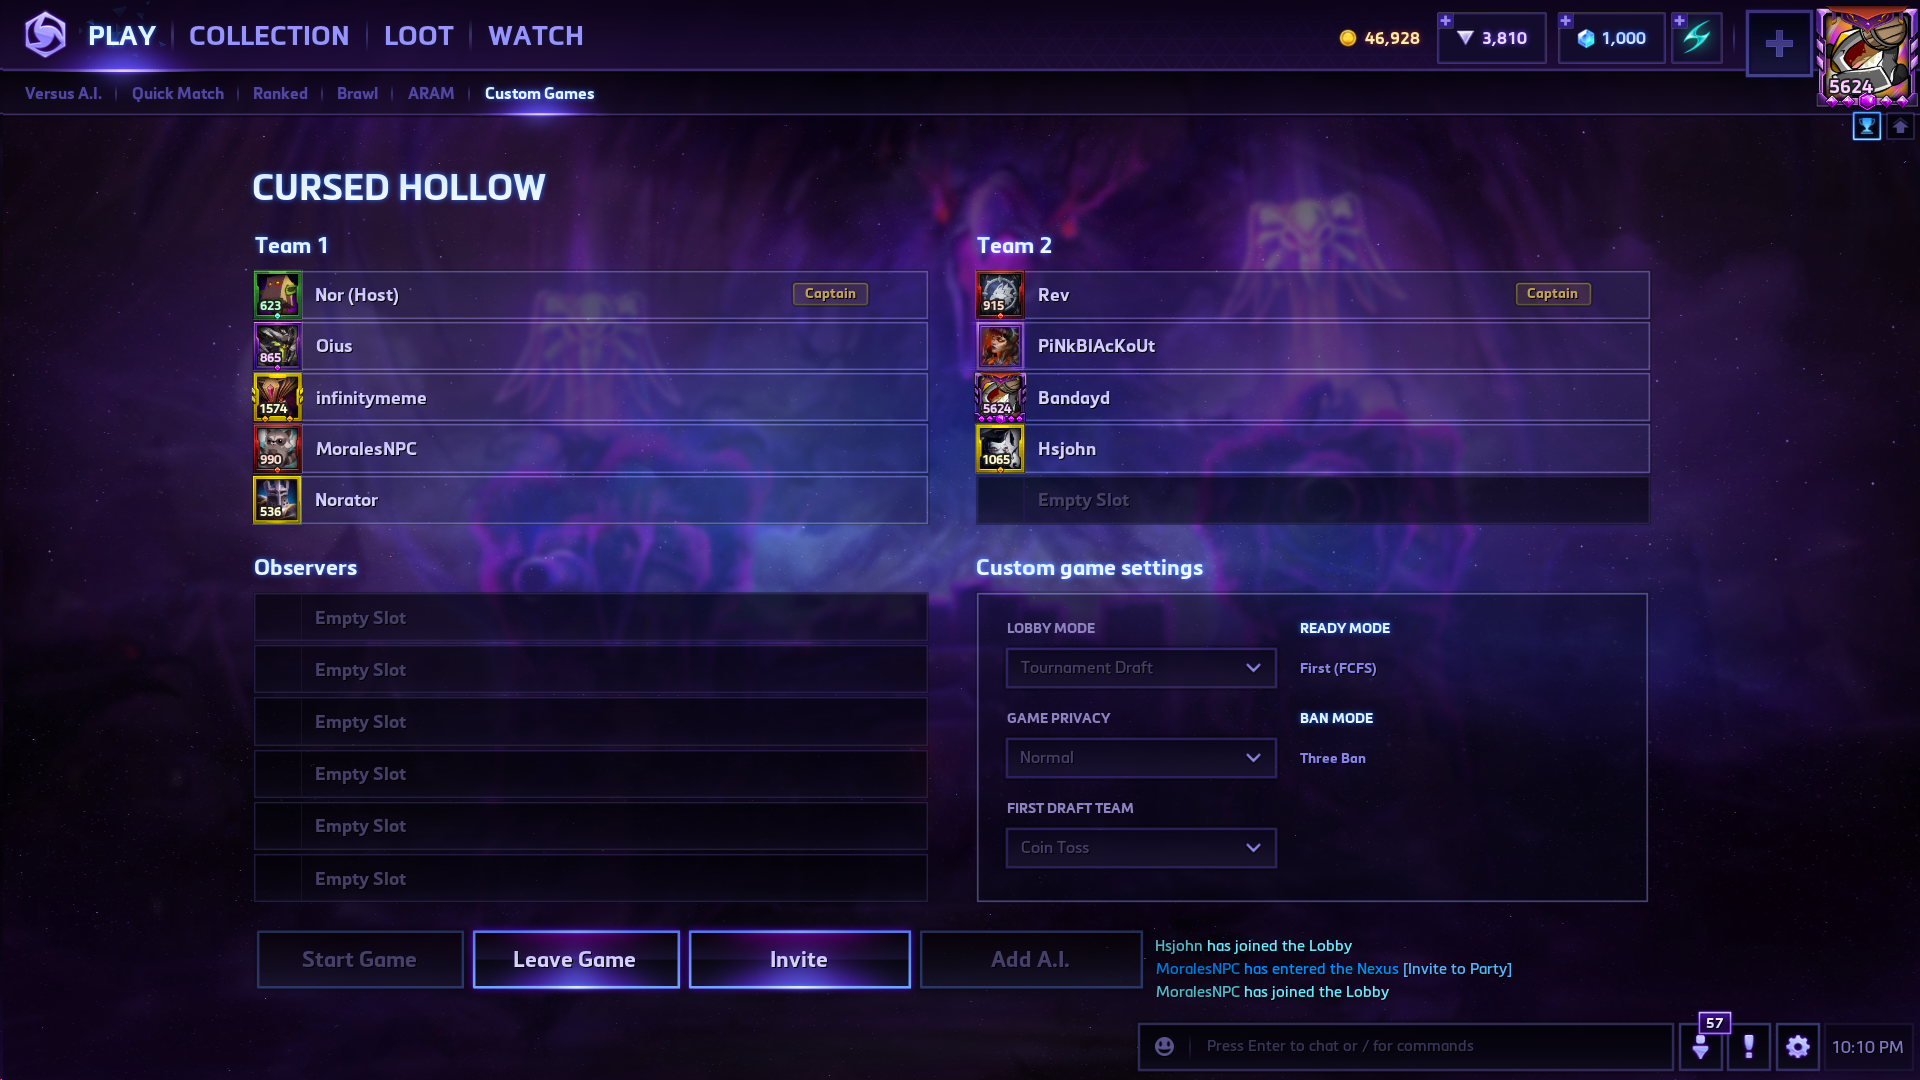 PLAY
COLLECTION
LOOT
WATCH
46,928
3,810
1,000
5624
Versus A.I.
Quick Match
Ranked
Brawl
ARAM
Custom Games
CURSED HOLLOW
Team 1
623
Nor (Host)
Captain
865
Oius
1574
infinitymeme
990
MoralesNPC
536
Norator
Team 2
915
Rev
Captain
PiNkBlAcKoUt
5624
Bandayd
1065
Hsjohn
Empty Slot
Observers
Empty Slot
Empty Slot
Empty Slot
Empty Slot
Empty Slot
Empty Slot
Custom game settings
LOBBY MODE
Tournament Draft
READY MODE
First (FCFS)
GAME PRIVACY
Normal
BAN MODE
Three Ban
FIRST DRAFT TEAM
Coin Toss
Start Game
Leave Game
Invite
Add A.I.
Hsjohn has joined the Lobby
MoralesNPC has entered the Nexus [Invite to Party]
MoralesNPC has joined the Lobby
Press Enter to chat or / for commands
57
10:10 PM